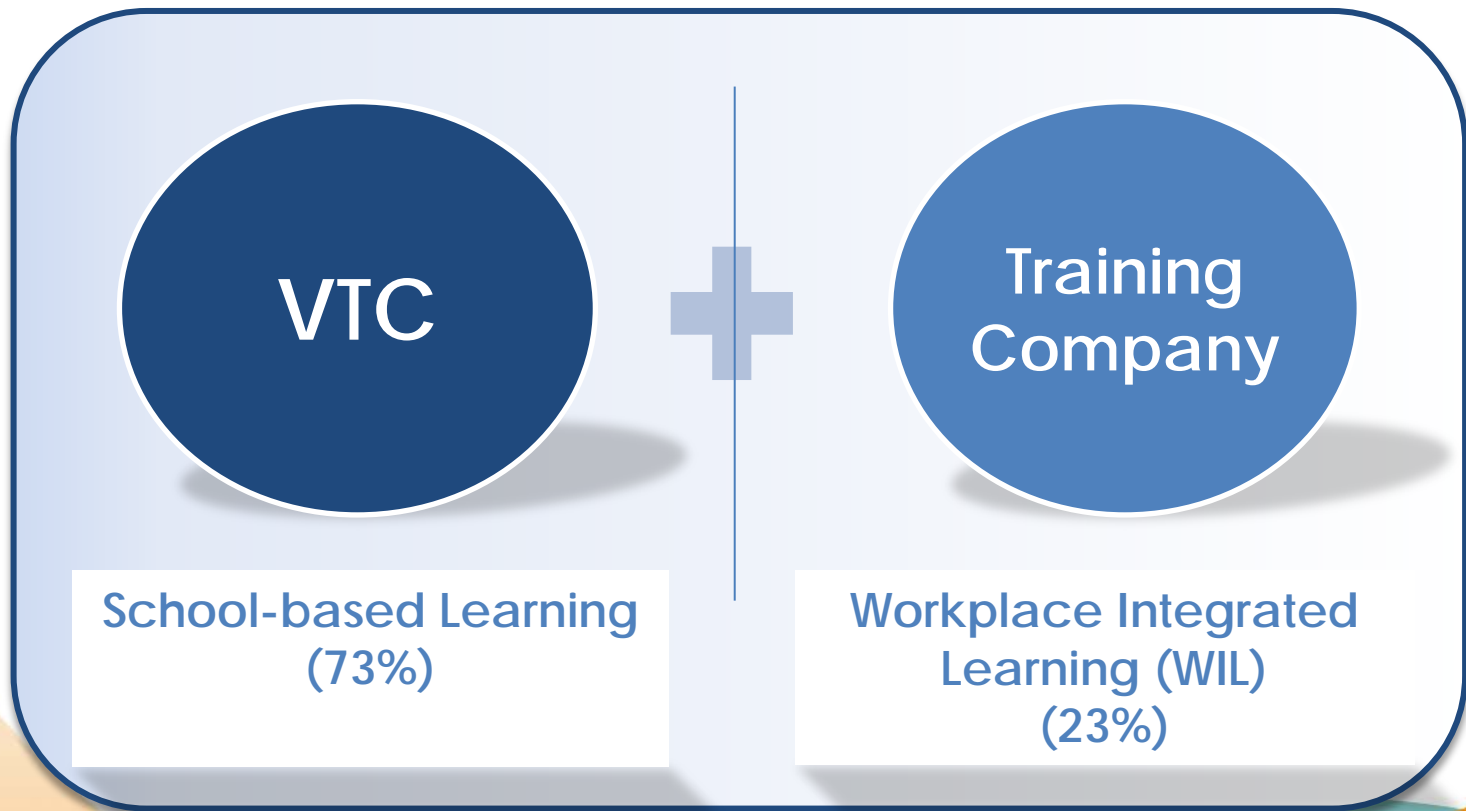 VTC
Training
Company
School-based Learning
(73%)
Workplace Integrated
Learning (WIL)
(23%)